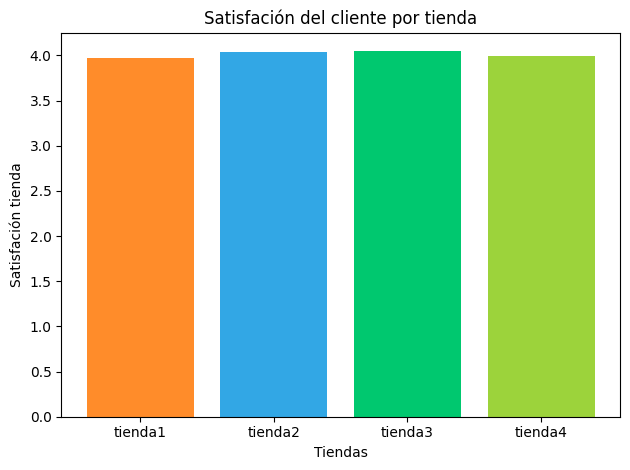 Satisfación del cliente por tienda
4.0
3.5
3.0
2.5
2.0
1.5
1.0
0.5
0.0
Satisfación tienda
tienda1 tienda2 tienda3 tienda4
Tiendas